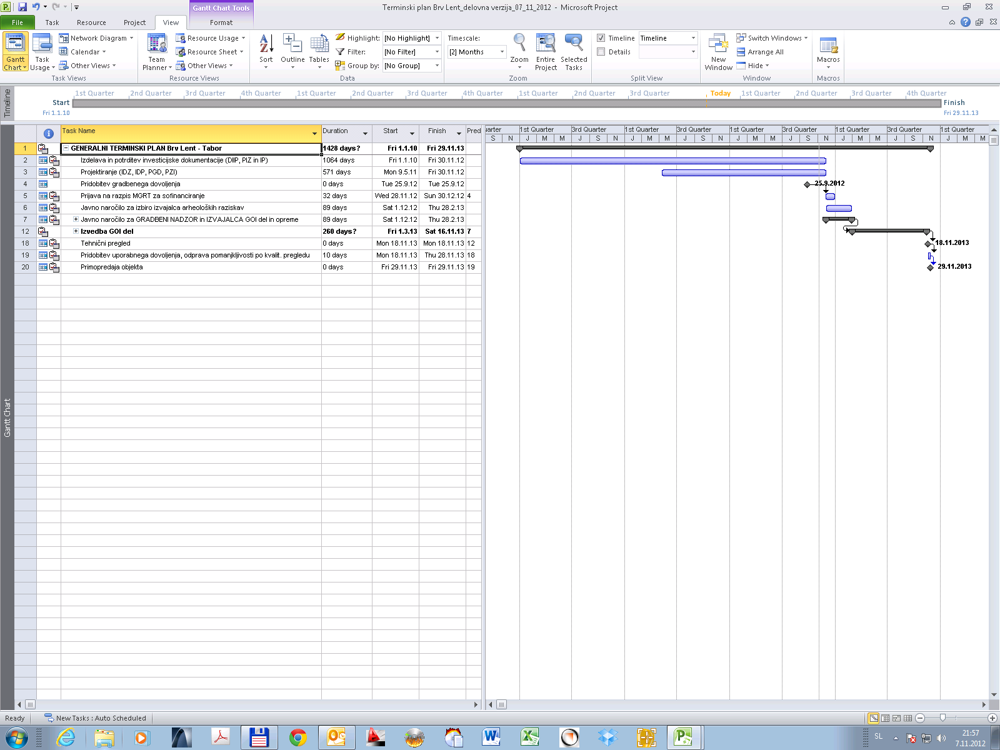 Gantt Chart Tools
Terminski plan Brv Lent_delovna verzija_07_11_2012 - Microsoft Project
File Task Resource Project View Format
Gantt Chart
Task Usage
Network Diagram
Calendar
Other Views
Task Views
Team Planner
Resource Usage
Resource Sheet
Other Views
Resource Views
Sort
Outline
Tables
Highlight: [No Highlight]
Filter: [No Filter]
Group by: [No Group]
Data
Timescale:
[2] Months
Zoom
Entire Project
Selected Tasks
Zoom
Timeline Timeline
Details
Split View
New Window
Switch Windows
Arrange All
Hide
Window
Macros
Macros
Timeline
1st Quarter 2nd Quarter 3rd Quarter 4th Quarter 1st Quarter 2nd Quarter 3rd Quarter 4th Quarter 1st Quarter 2nd Quarter 3rd Quarter Today 1st Quarter 2nd Quarter 3rd Quarter 4th Quarter
Start
Fri 1.1.10
Finish
Fri 29.11.13
Task Name Duration Start Finish Pred
arter 1st Quarter 3rd Quarter 1st Quarter 3rd Quarter 1st Quarter 3rd Quarter 1st Quarter 3rd Quarter 1st Quarter
S N J M M J S N J M M J S N J M M J S N J M M J S N J M M
1 GENERALNI TERMINSKI PLAN Brv Lent - Tabor 1428 days? Fri 1.1.10 Fri 29.11.13
2 Izdelava in potrditev investicijske dokumentacije (DIIP, PIZ in IP) 1064 days Fri 1.1.10 Fri 30.11.12
3 Projektiranje (IDZ, IDP, PGD, PZI) 571 days Mon 9.5.11 Fri 30.11.12
4 Pridobitev gradbenega dovoljenja 0 days Tue 25.9.12 Tue 25.9.12
25.9.2012
5 Prijava na razpis MGRT za sofinanciranje 32 days Wed 28.11.12 Sun 30.12.12 4
6 Javno naročilo za izbiro izvajalca arheoloških raziskav 89 days Sat 1.12.12 Thu 28.2.13
7 Javno naročilo za GRADBENI NADZOR in IZVAJALCA GOI del in opreme 89 days Sat 1.12.12 Thu 28.2.13
12 Izvedba GOI del 260 days? Fri 1.3.13 Sat 16.11.13 7
18 Tehnični pregled 0 days Mon 18.11.13 Mon 18.11.13 12
18.11.2013
19 Pridobitev uporabnega dovoljenja, odprava pomanjkljivosti po kvalit. pregledu 10 days Mon 18.11.13 Thu 28.11.13 18
20 Primopredaja objekta 0 days Fri 29.11.13 Fri 29.11.13 19
29.11.2013
Gantt Chart
Ready New Tasks : Auto Scheduled
SL
21:57
7.11.2012